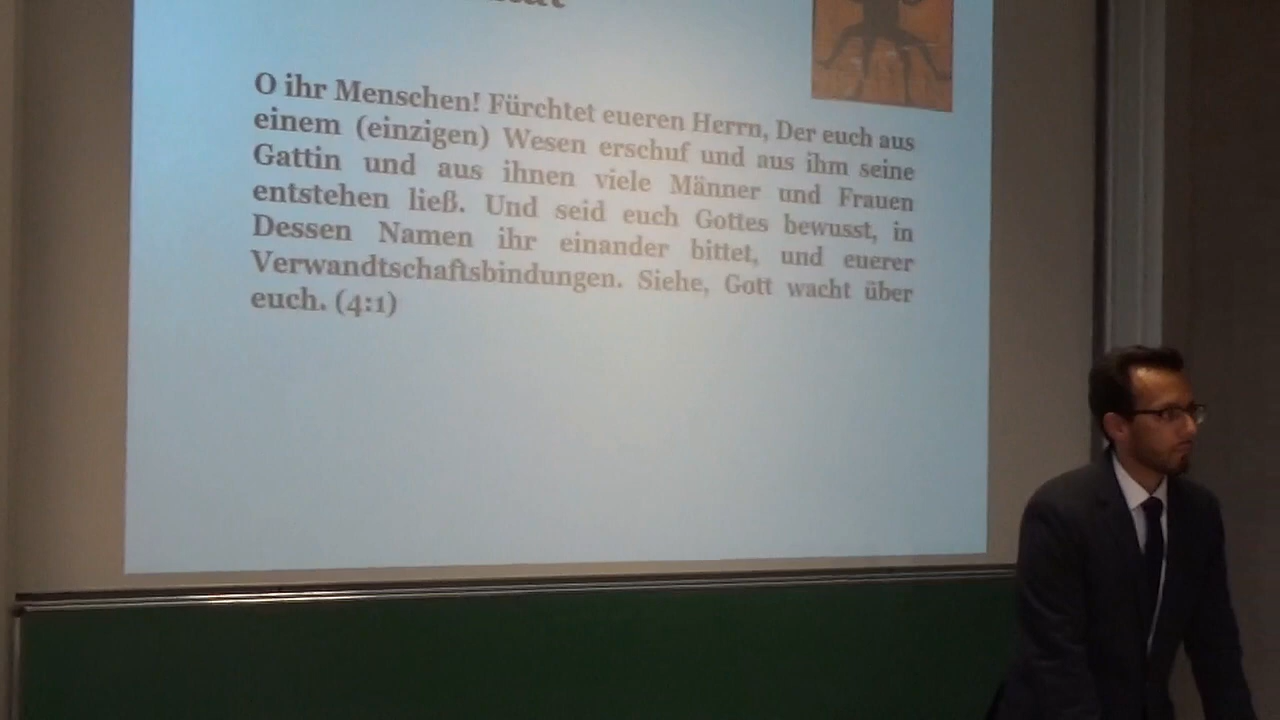 O ihr Menschen! Fürchtet eueren Herrn, Der euch aus
einem (einzigen) Wesen erschuf und aus ihm seine
Gattin und aus ihnen viele Männer und Frauen
entstehen ließ. Und seid euch Gottes bewusst, in
Dessen Namen ihr einander bittet, und euerer
Verwandtschaftsbindungen. Siehe, Gott wacht über
euch. (4:1)